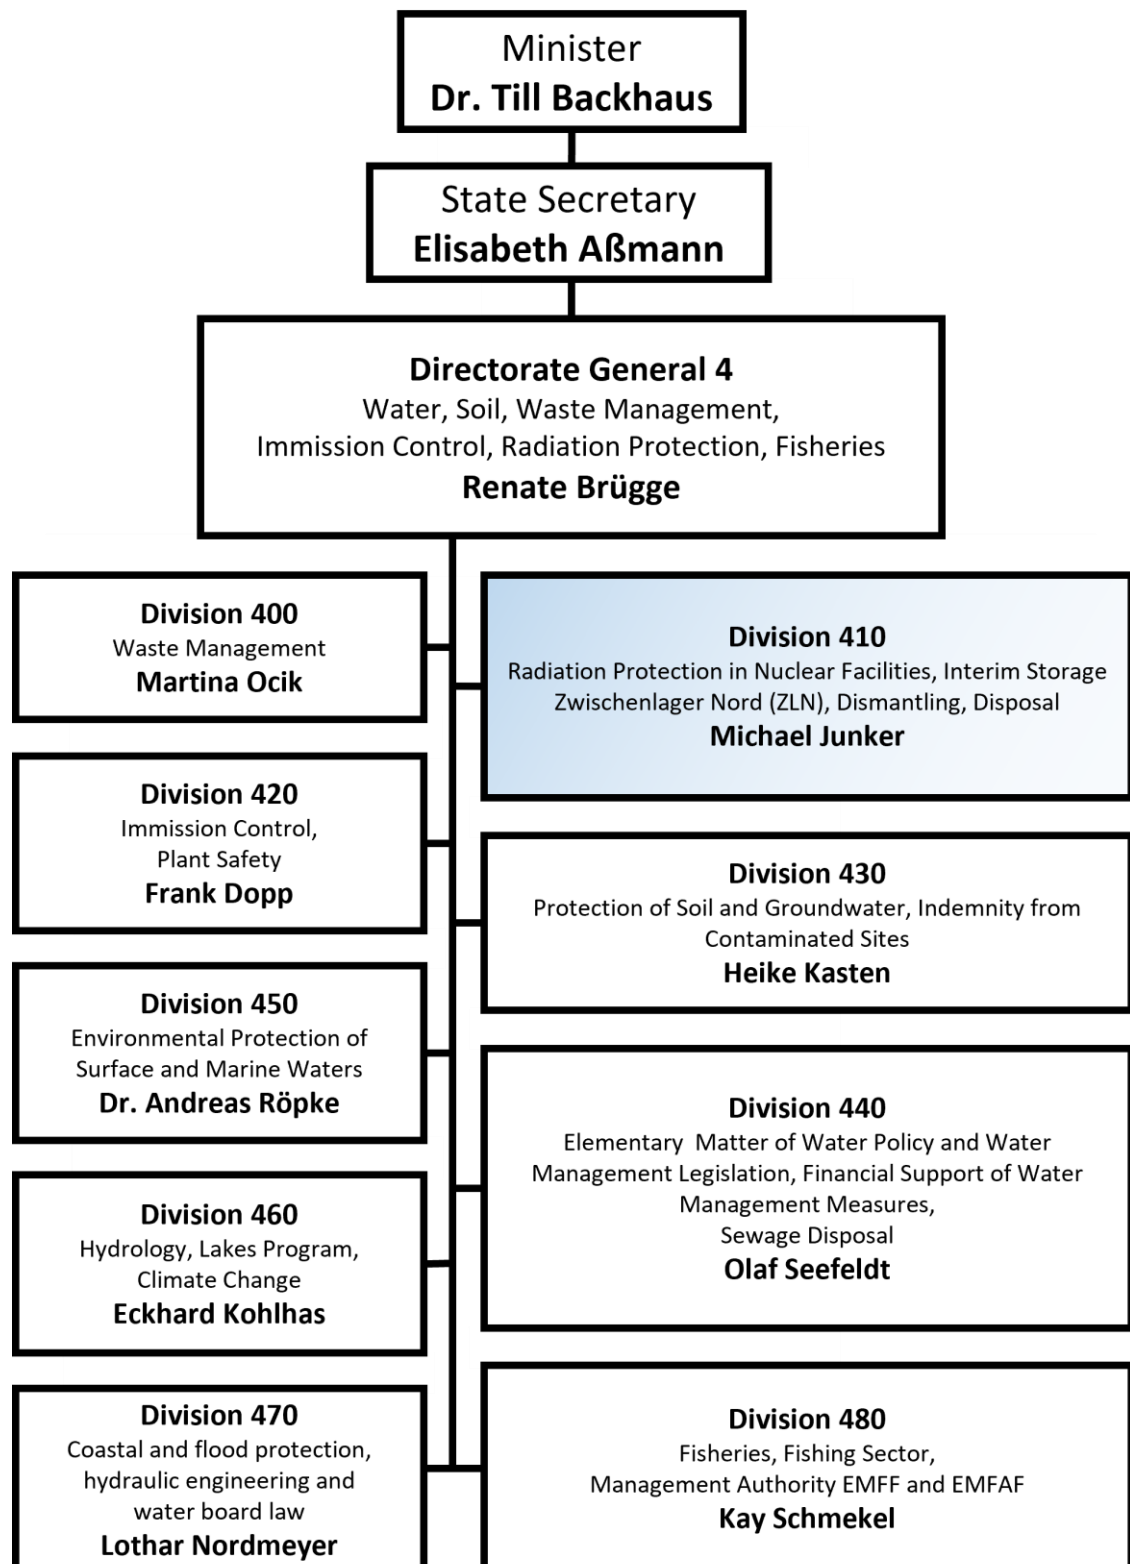 Minister
Dr. Till Backhaus
State Secretary
Elisabeth Aßmann
Directorate General 4
Water, Soil, Waste Management,
Immission Control, Radiation Protection, Fisheries
Renate Brügge
Division 400
Waste Management
Martina Ocik
Division 410
Radiation Protection in Nuclear Facilities, Interim Storage
Zwischenlager Nord (ZLN), Dismantling, Disposal
Michael Junker
Division 420
Immission Control,
Plant Safety
Frank Dopp
Division 430
Protection of Soil and Groundwater, Indemnity from
Contaminated Sites
Heike Kasten
Division 450
Environmental Protection of
Surface and Marine Waters
Dr. Andreas Röpke
Division 440
Elementary  Matter of Water Policy and Water
Management Legislation, Financial Support of Water
Management Measures,
Sewage Disposal
Olaf Seefeldt
Division 460
Hydrology, Lakes Program,
Climate Change
Eckhard Kohlhas
Division 470
Coastal and flood protection,
hydraulic engineering and
water board law
Lothar Nordmeyer
Division 480
Fisheries, Fishing Sector,
Management Authority EMFF and EMFAF
Kay Schmekel